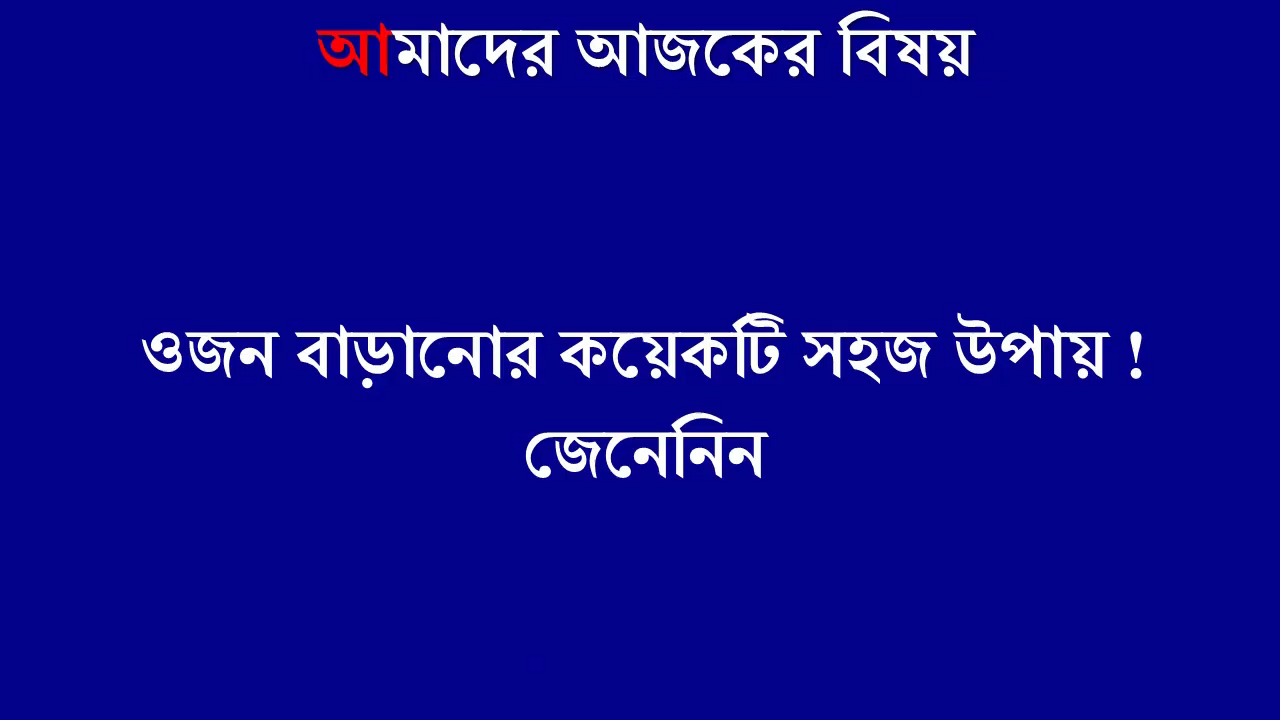 আমাদের আজকের বিষয়
ওজন বাড়ানোর কয়েকটি সহজ উপায় !
জেনেনিন